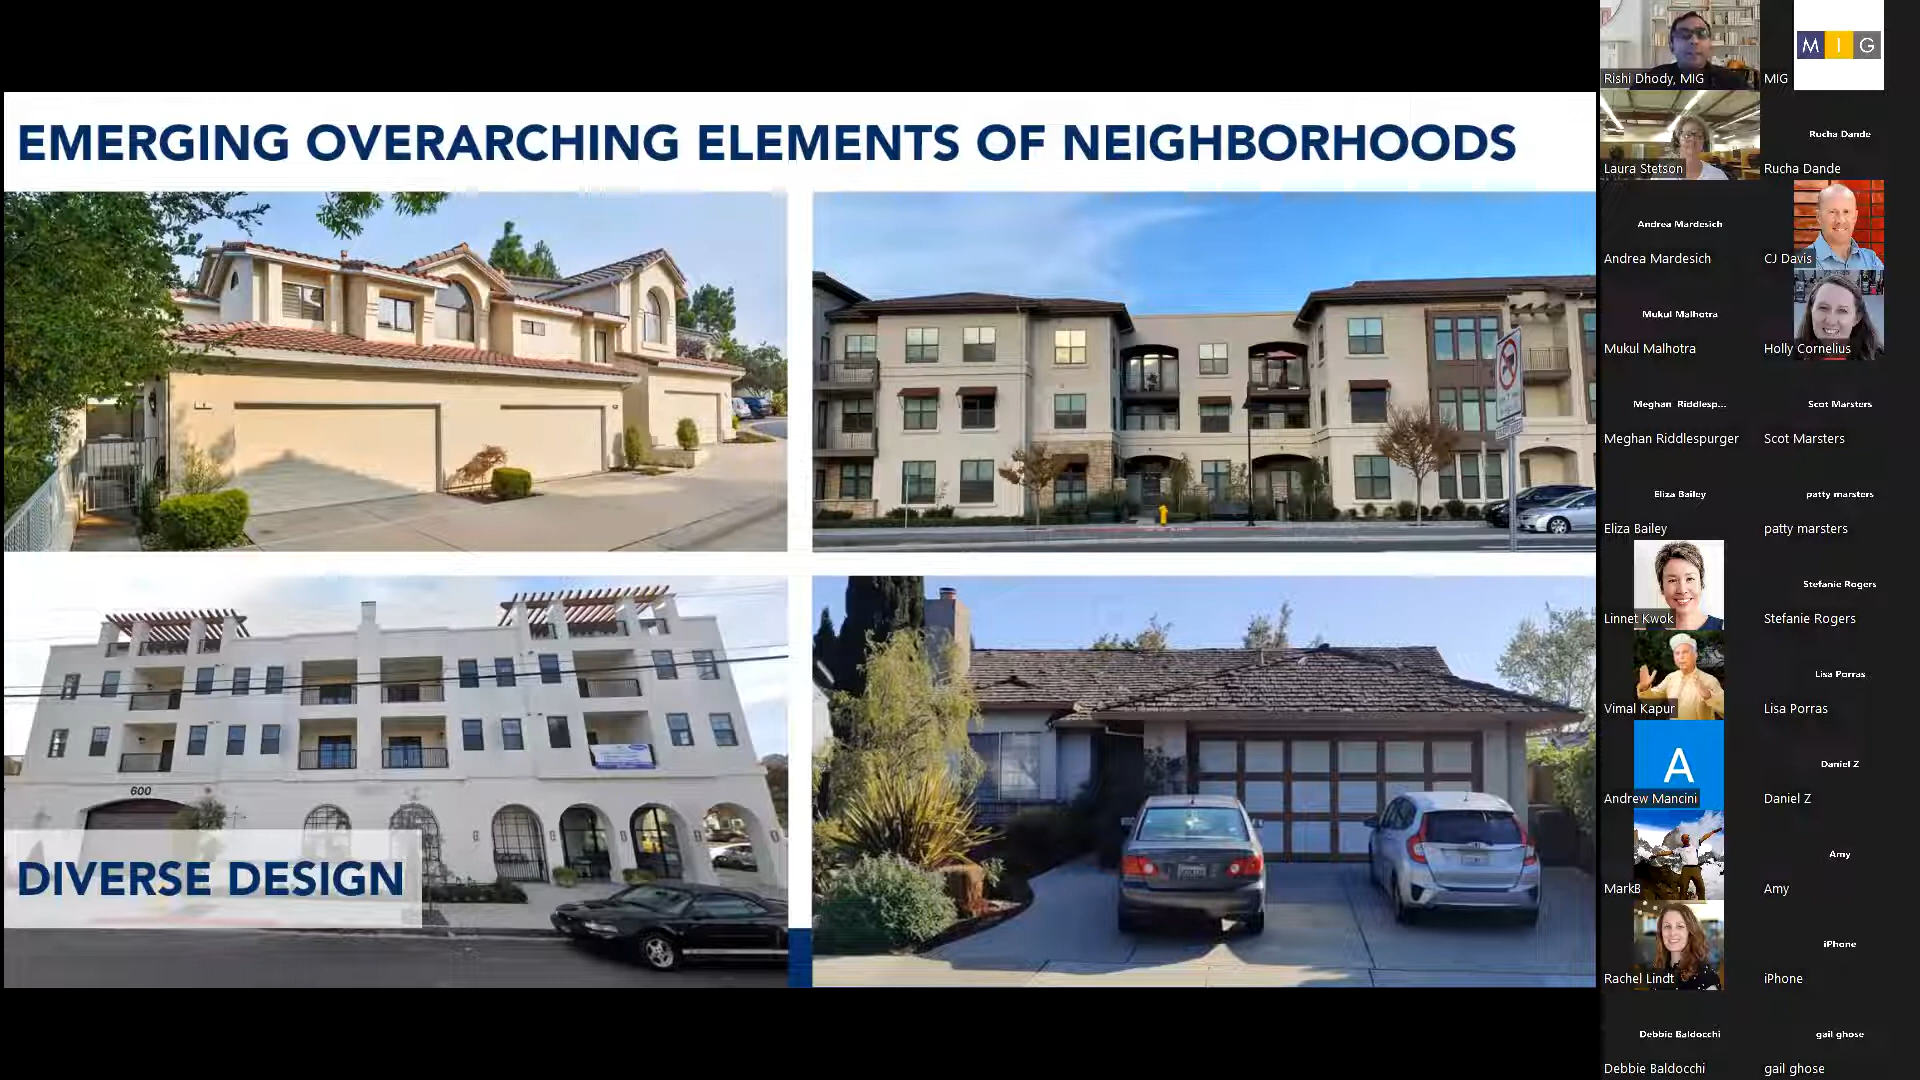 EMERGING OVERARCHING ELEMENTS OF NEIGHBORHOODS
600
DIVERSE DESIGN
Rishi Dhody, MIG
M I G
MIG
Laura Stetson
Rucha Dande
Rucha Dande
Andrea Mardesich
Andrea Mardesich
CJ Davis
Mukul Malhotra
Mukul Malhotra
Holly Cornelius
Meghan Riddlesp...
Meghan Riddlespurger
Scot Marsters
Scot Marsters
Eliza Bailey
Eliza Bailey
patty marsters
patty marsters
Linnet Kwok
Stefanie Rogers
Stefanie Rogers
Vimal Kapur
Lisa Porras
Lisa Porras
A
Andrew Mancini
Daniel Z
Daniel Z
MarkB
Amy
Amy
Rachel Lindt
iPhone
iPhone
Debbie Baldocchi
Debbie Baldocchi
gail ghose
gail ghose